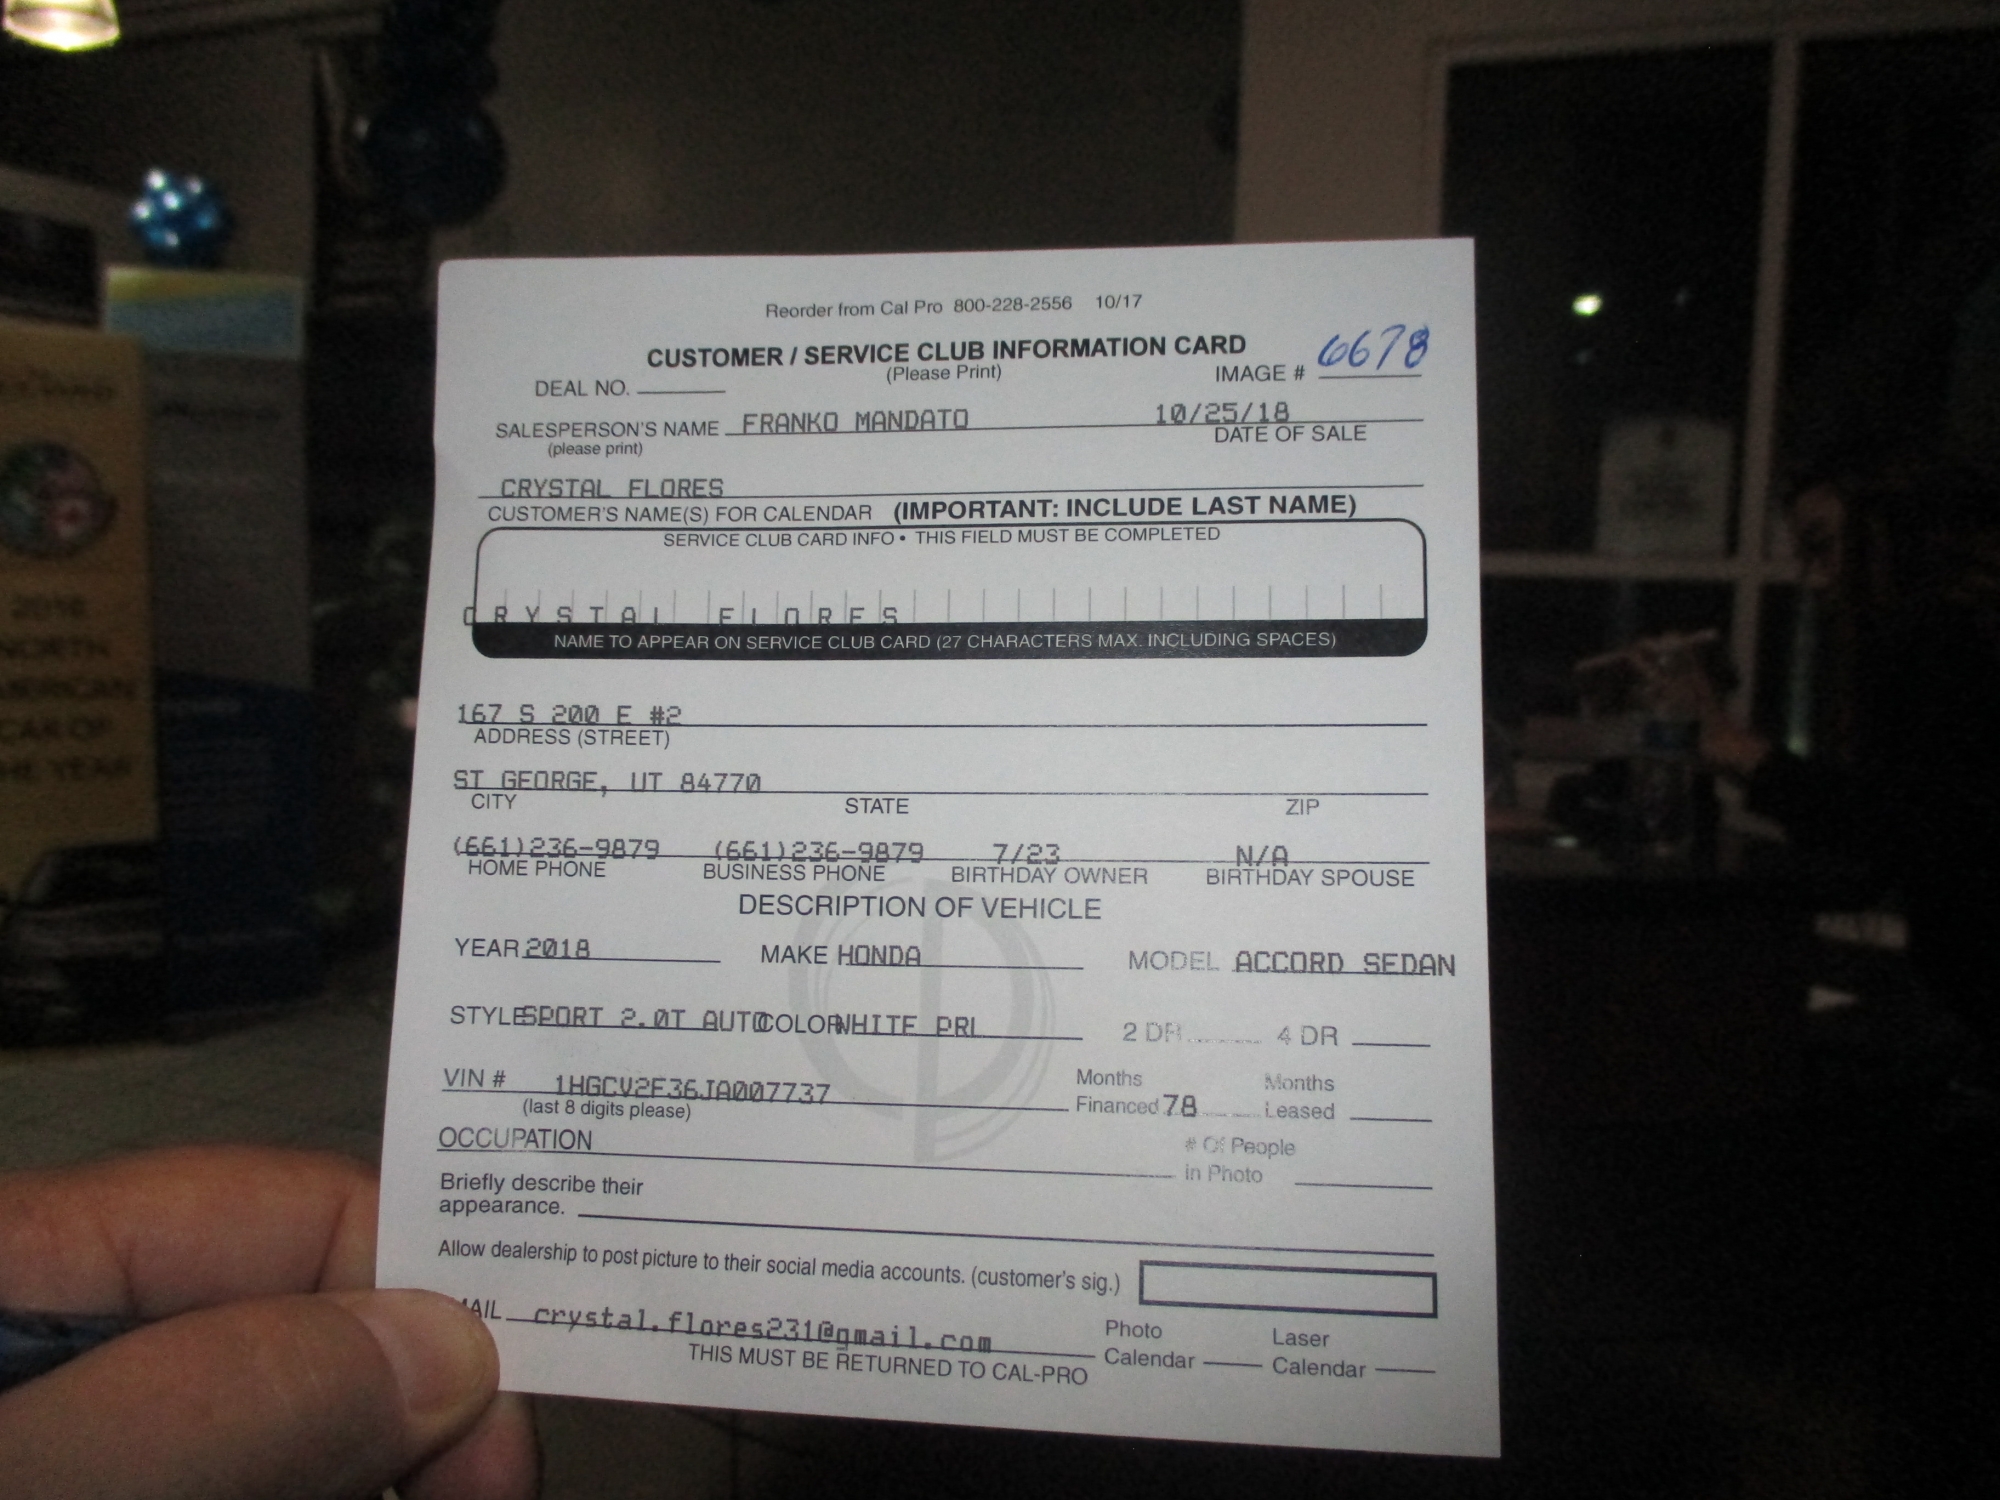 Reorder from Cal Pro 800-228-2556 10/17
CUSTOMER / SERVICE CLUB INFORMATION CARD
(Please Print)
DEAL NO.
IMAGE # 6678
SALESPERSON'S NAME FRANKO MANDATO 10/25/18
(please print) DATE OF SALE
CRYSTAL FLORES
CUSTOMER'S NAME(S) FOR CALENDAR (IMPORTANT: INCLUDE LAST NAME)
SERVICE CLUB CARD INFO • THIS FIELD MUST BE COMPLETED
CRYSTAL FLORES
NAME TO APPEAR ON SERVICE CLUB CARD (27 CHARACTERS MAX. INCLUDING SPACES)
167 S 200 E #2
ADDRESS (STREET)
ST GEORGE, UT 84770
CITY STATE ZIP
(661)236-9879 (661)236-9879 7/23 N/A
HOME PHONE BUSINESS PHONE BIRTHDAY OWNER BIRTHDAY SPOUSE
DESCRIPTION OF VEHICLE
YEAR 2018 MAKE HONDA MODEL ACCORD SEDAN
STYLE SPORT 2.0T AUTO COLOR WHITE PRL 2 DR 4 DR
VIN # 1HGCV2F36JA007737
(last 8 digits please)
Months Financed 78
Months Leased
OCCUPATION
# Of People in Photo
Briefly describe their
appearance.
Allow dealership to post picture to their social media accounts. (customer's sig.)
AIL crystal.flores231@gmail.com
Photo Calendar
Laser Calendar
THIS MUST BE RETURNED TO CAL-PRO
2018
NORTH
AMERICAN
CAR OF
THE YEAR